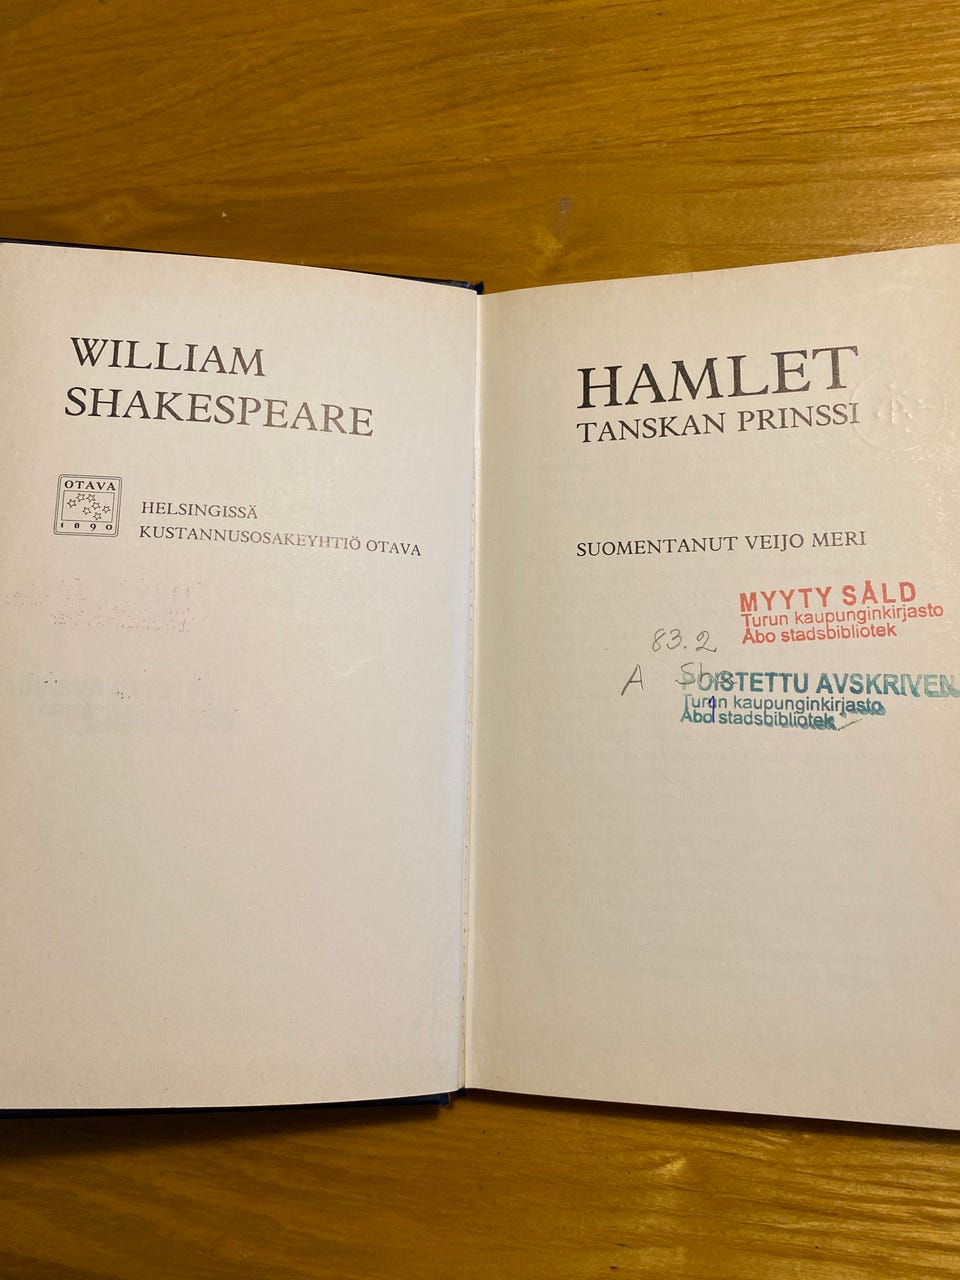 WILLIAM
SHAKESPEARE
OTAVA
1890
HELSINGISSÄ
KUSTANNUSOSAKEYHTIÖ OTAVA
HAMLET
TANSKAN PRINSSI
SUOMENTANUT VEIJO MERI
MYYTY SÅLD
Turun kaupunginkirjasto
Åbo stadsbibliotek
83.2
A Sha
POISTETTU AVSKRIVEN
Turun kaupunginkirjasto
Åbo stadsbibliotek